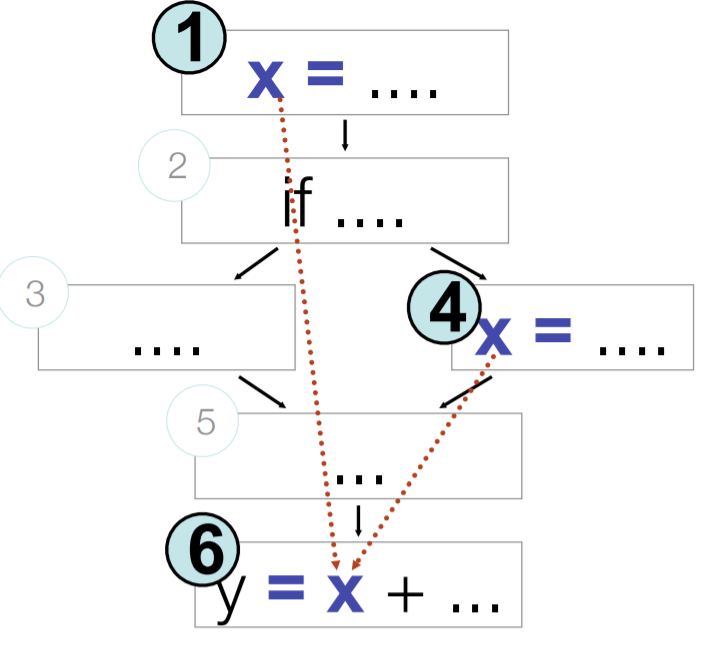 1
x = ....
2
if ....
3
....
4
x = ....
5
...
6
y = x + ...